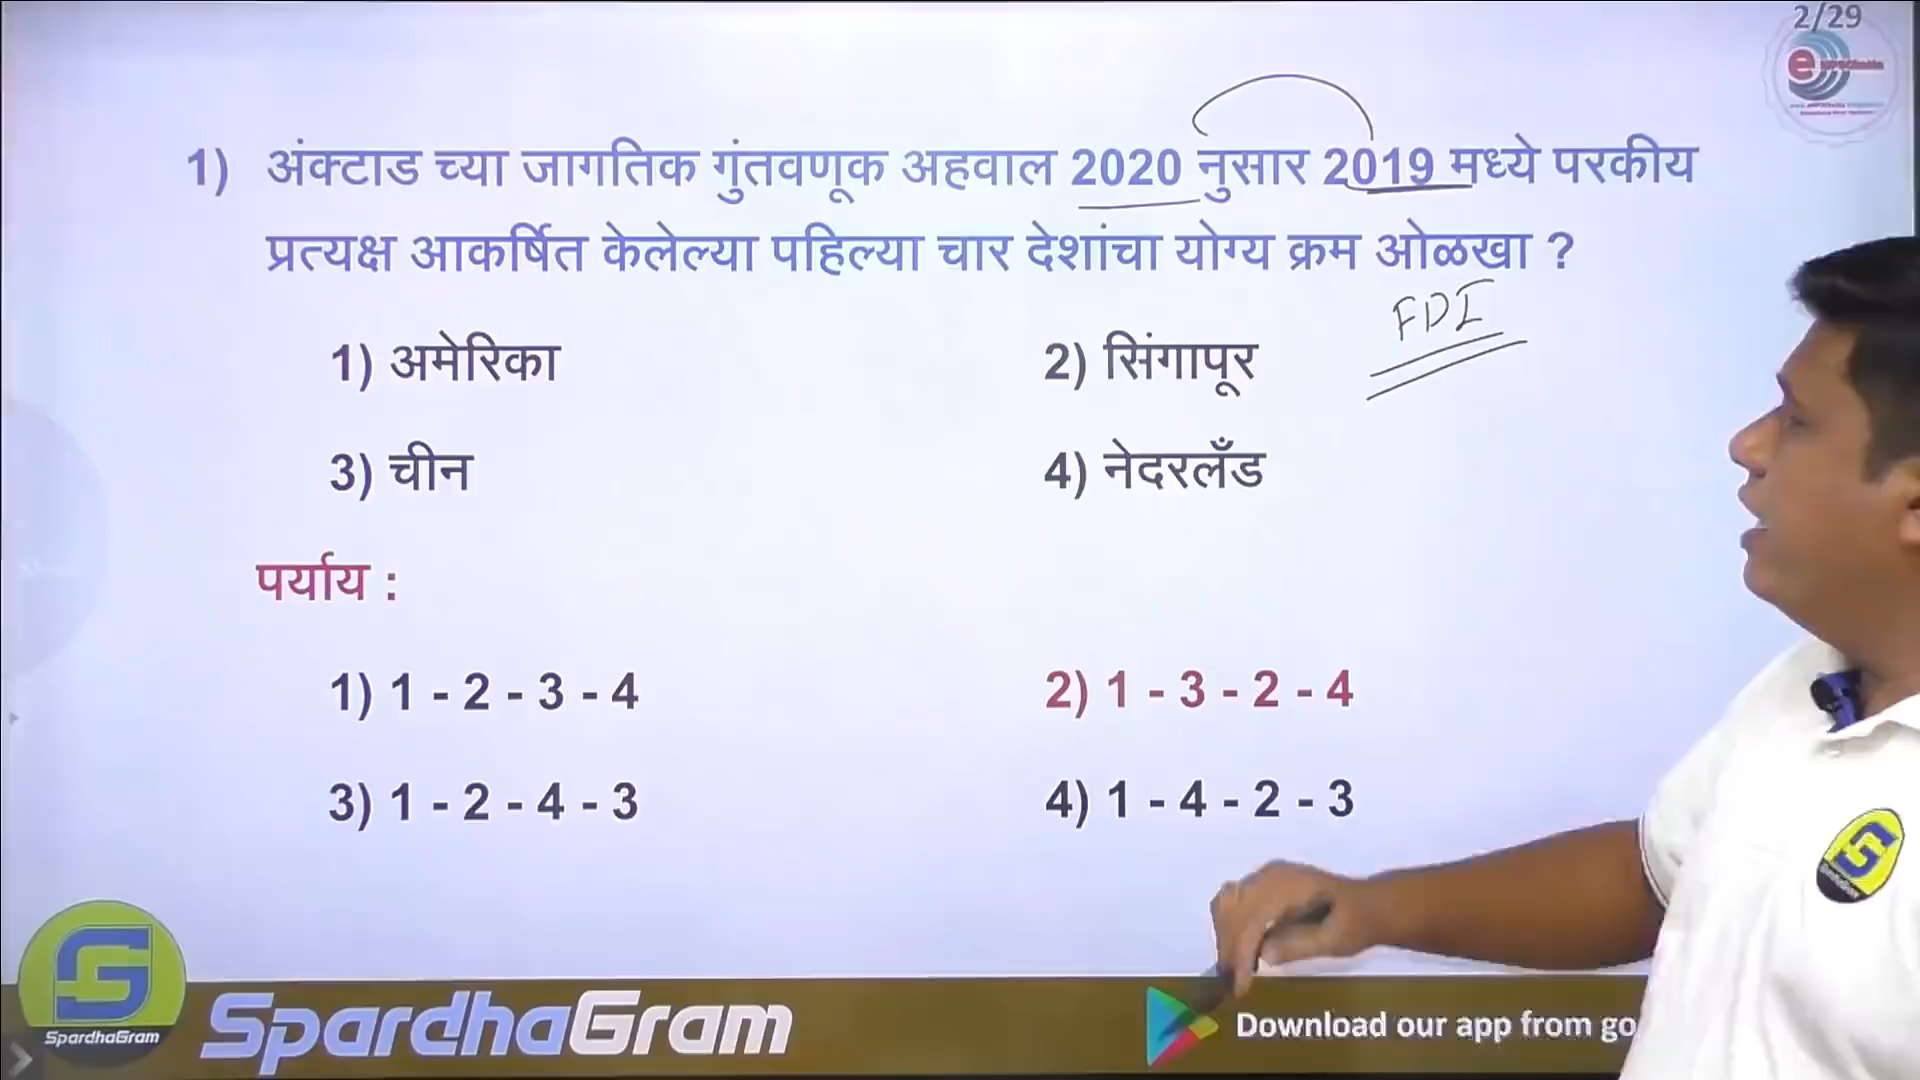 2/29
1) अंक्टाड च्या जागतिक गुंतवणूक अहवाल 2020 नुसार 2019 मध्ये परकीय
प्रत्यक्ष आकर्षित केलेल्या पहिल्या चार देशांचा योग्य क्रम ओळखा ?
FDI
1) अमेरिका 2) सिंगापूर
3) चीन 4) नेदरलँड
पर्याय :
1) 1 - 2 - 3 - 4 2) 1 - 3 - 2 - 4
3) 1 - 2 - 4 - 3 4) 1 - 4 - 2 - 3
SpardhaGram
SpardhaGram Download our app from go